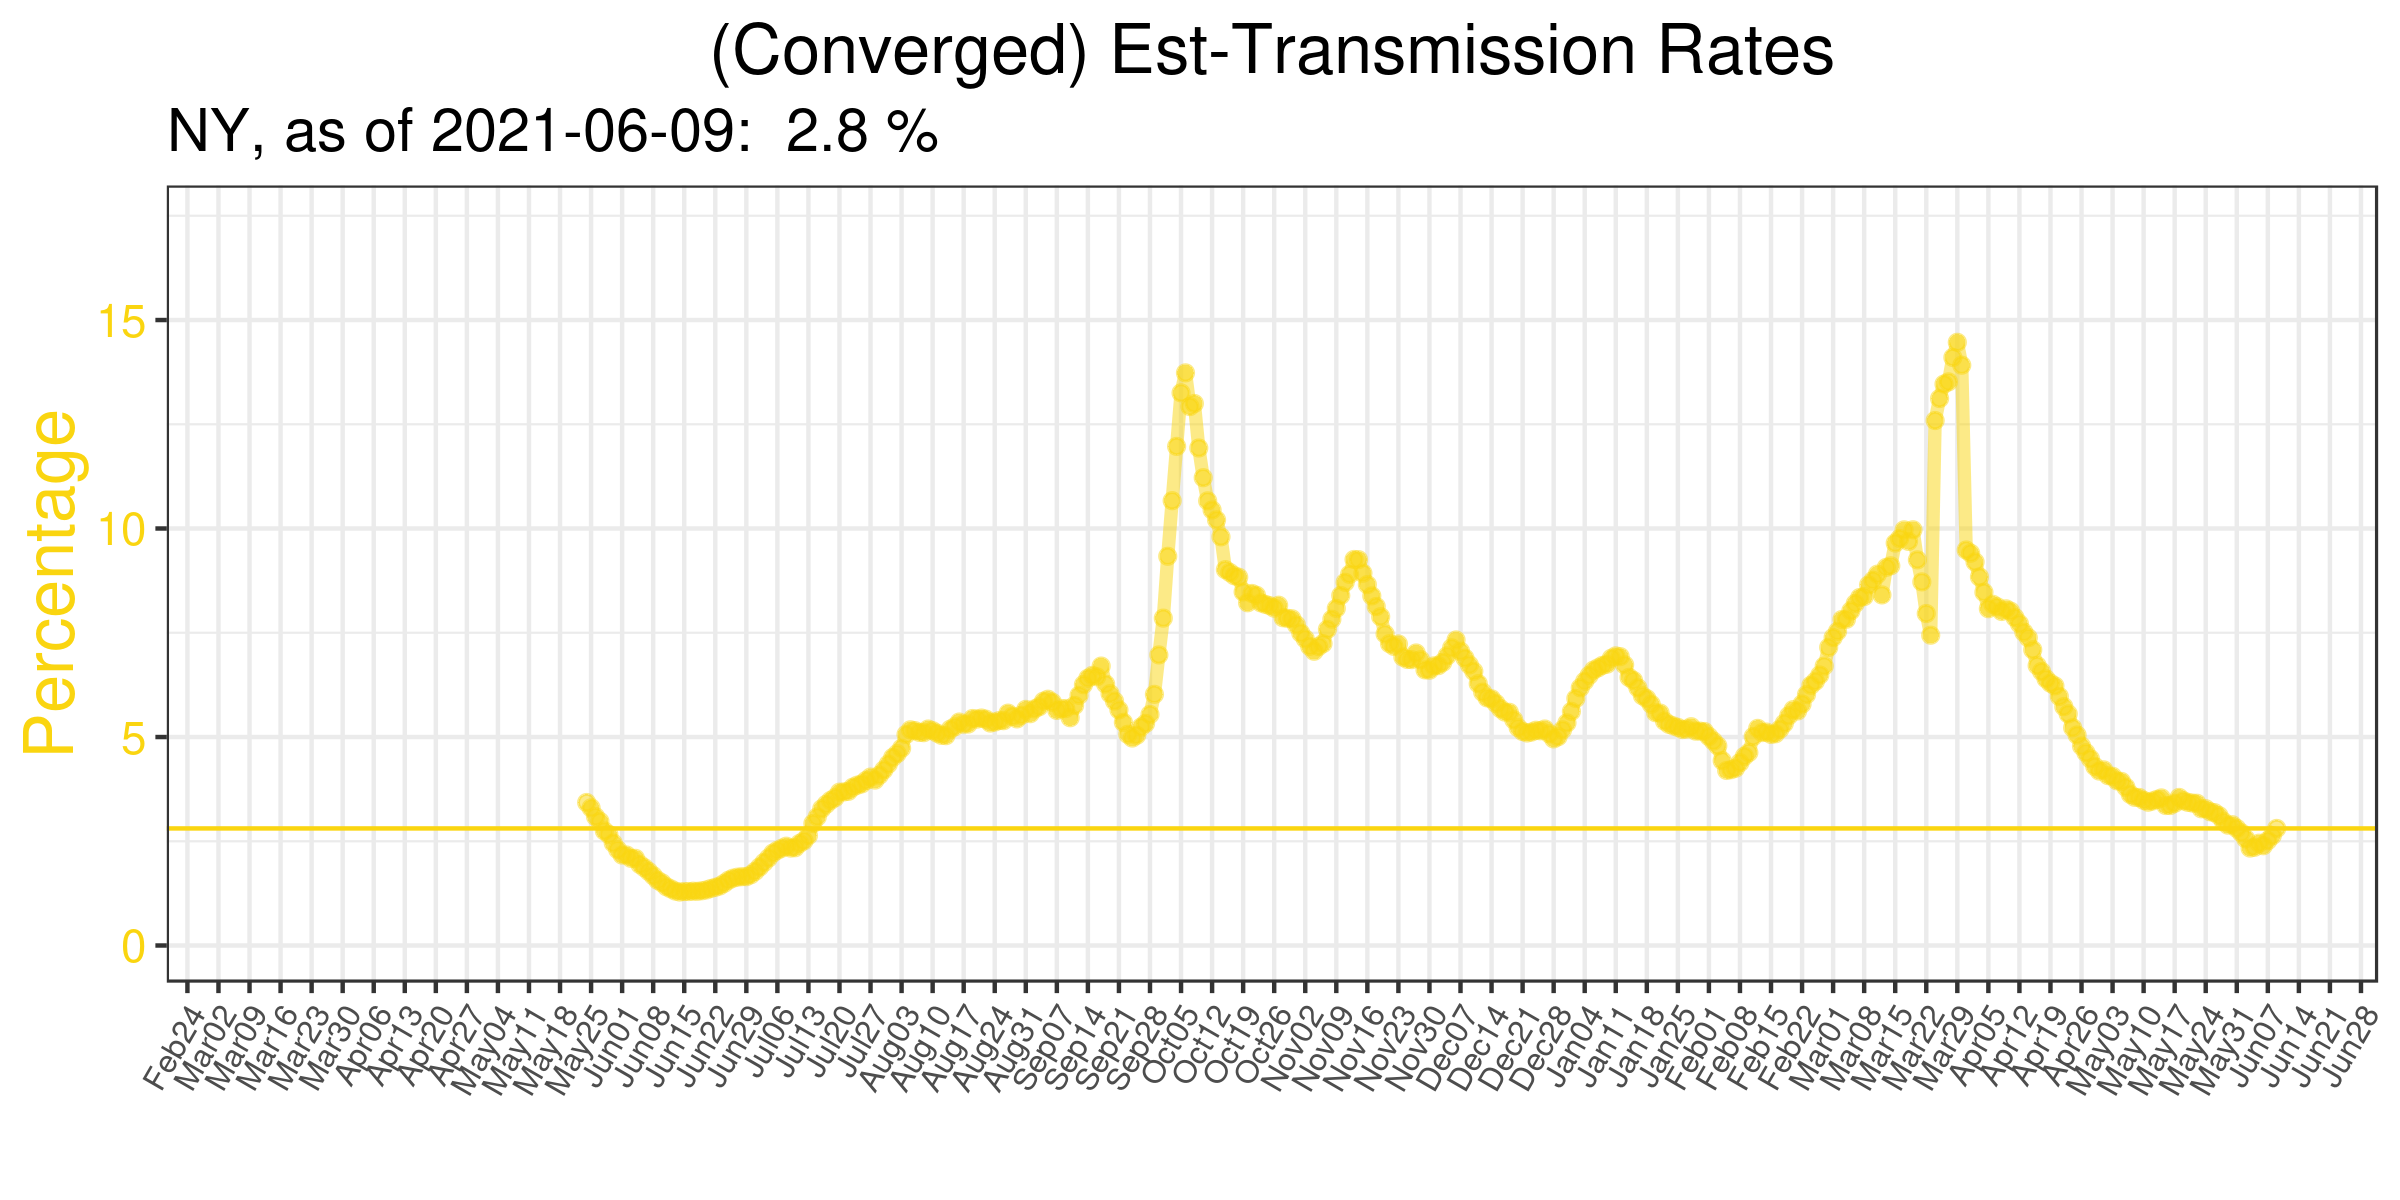 (Converged) Est-Transmission Rates
NY, as of 2021-06-09:  2.8 %
Percentage
15
10
5
0
Feb24
Mar02
Mar09
Mar16
Mar23
Mar30
Apr06
Apr13
Apr20
Apr27
May04
May11
May18
May25
Jun01
Jun08
Jun15
Jun22
Jun29
Jul06
Jul13
Jul20
Jul27
Aug03
Aug10
Aug17
Aug24
Aug31
Sep07
Sep14
Sep21
Sep28
Oct05
Oct12
Oct19
Oct26
Nov02
Nov09
Nov16
Nov23
Nov30
Dec07
Dec14
Dec21
Dec28
Jan04
Jan11
Jan18
Jan25
Feb01
Feb08
Feb15
Feb22
Mar01
Mar08
Mar15
Mar22
Mar29
Apr05
Apr12
Apr19
Apr26
May03
May10
May17
May24
May31
Jun07
Jun14
Jun21
Jun28